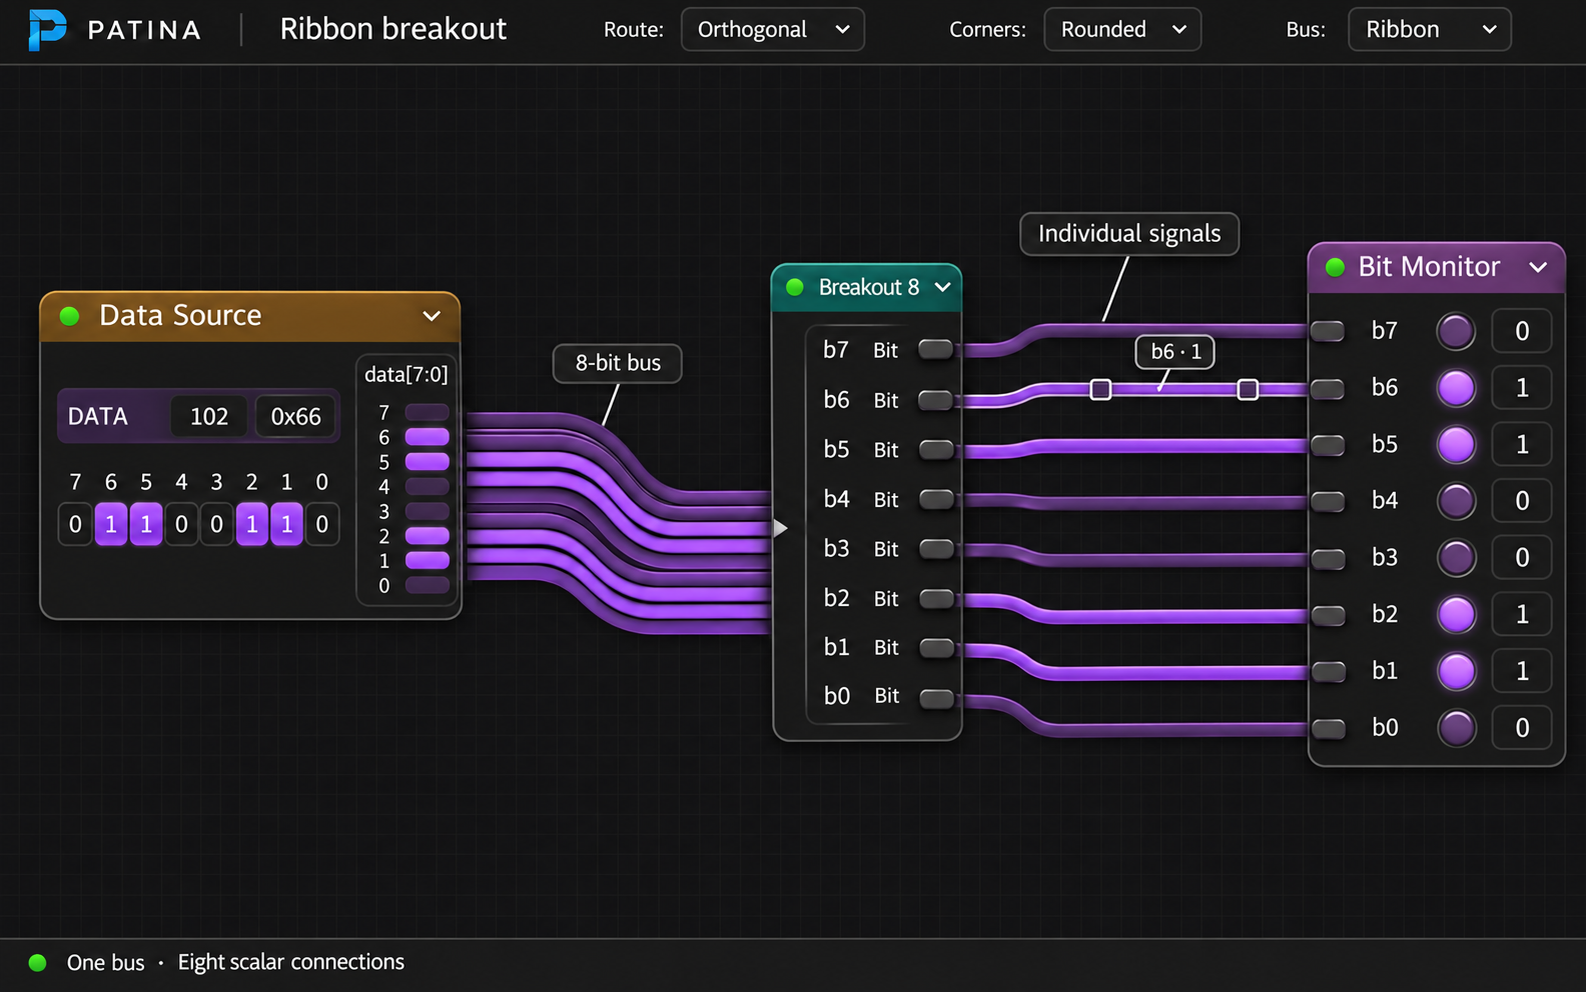 PATINA
Ribbon breakout
Route: Orthogonal
Corners: Rounded
Bus: Ribbon
Data Source
DATA 102 0x66
7 6 5 4 3 2 1 0
0 1 1 0 0 1 1 0
data[7:0]
7
6
5
4
3
2
1
0
8-bit bus
Breakout 8
b7 Bit
b6 Bit
b5 Bit
b4 Bit
b3 Bit
b2 Bit
b1 Bit
b0 Bit
Individual signals
b6 · 1
Bit Monitor
b7 0
b6 1
b5 1
b4 0
b3 0
b2 1
b1 1
b0 0
One bus · Eight scalar connections